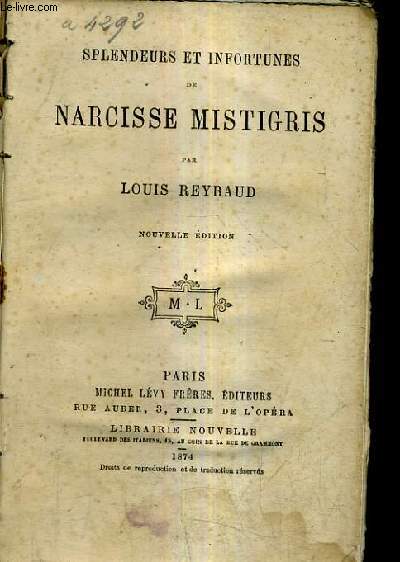 Le-livre.com
a 4292
SPLENDEURS ET INFORTUNES
DE
NARCISSE MISTIGRIS
PAR
LOUIS REYBAUD
NOUVELLE ÉDITION
M · L
PARIS
MICHEL LÉVY FRÈRES, ÉDITEURS
RUE AUBER, 3, PLACE DE L'OPÉRA
LIBRAIRIE NOUVELLE
BOULEVARD DES ITALIENS, 15, AU COIN DE LA RUE DE GRAMMONT
1874
Droits de reproduction et de traduction réservés